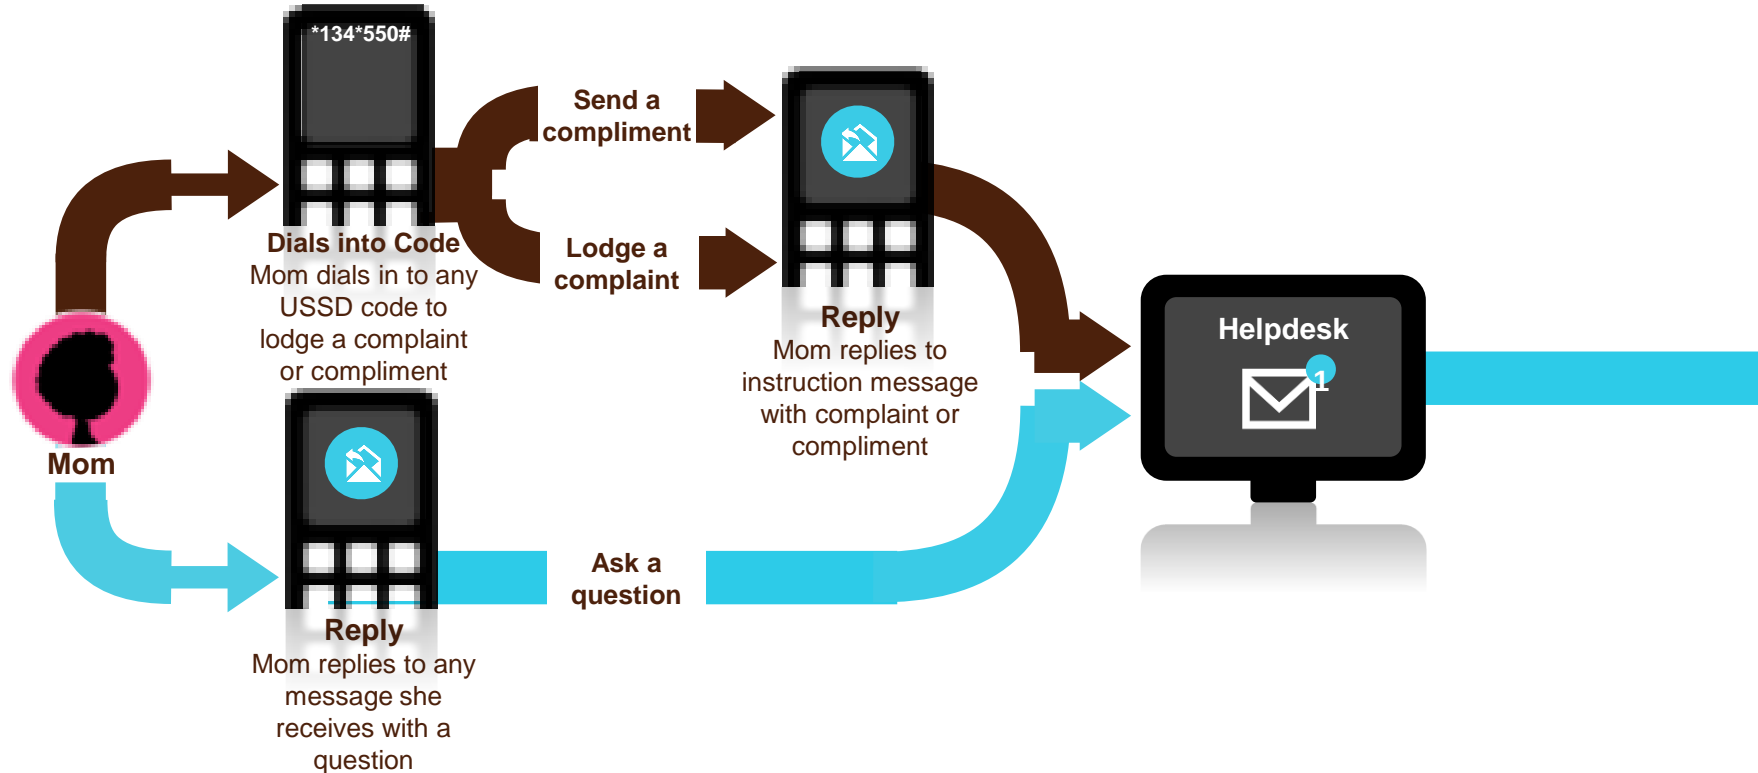 *134*550#
Send a
compliment
Lodge a
complaint
Dials into Code
Mom dials in to any
USSD code to
lodge a complaint
or compliment
Reply
Mom replies to
instruction message
with complaint or
compliment
Helpdesk
1
Mom
Ask a
question
Reply
Mom replies to any
message she
receives with a
question